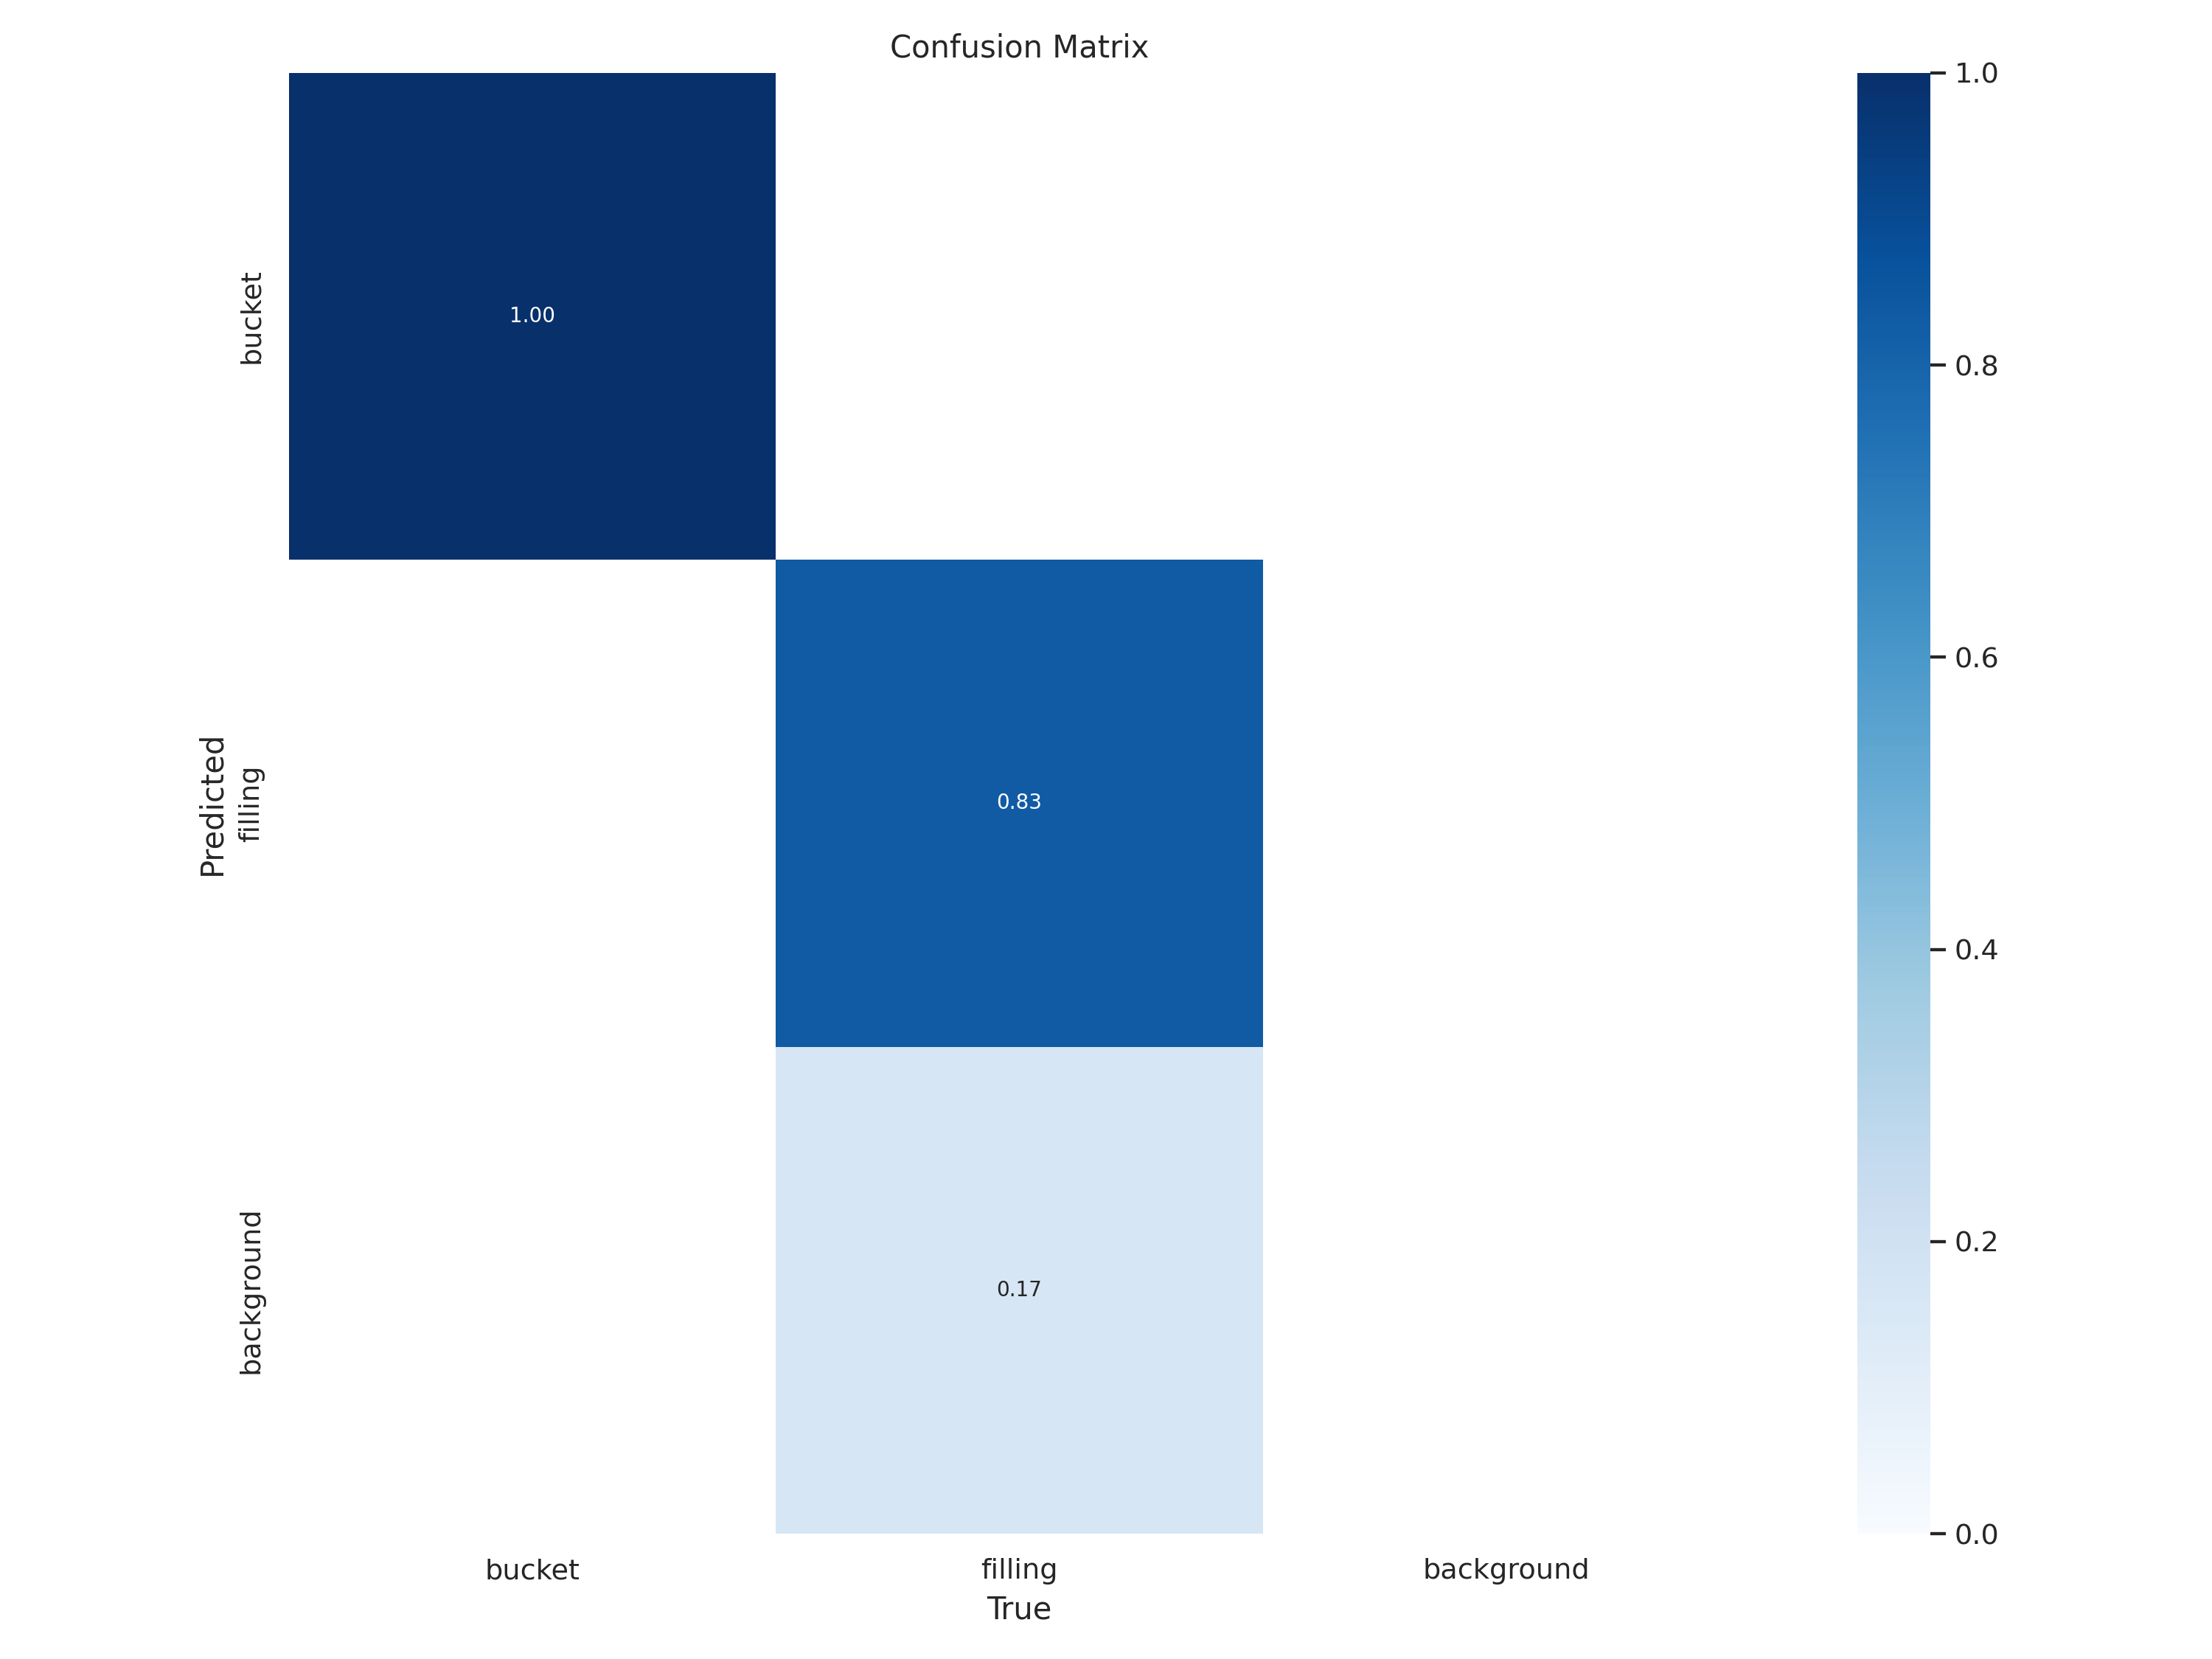 Confusion Matrix
1.0
bucket
1.00
0.8
0.6
Predicted
filling
0.83
0.4
background
0.17
0.2
0.0
bucket
filling
background
True